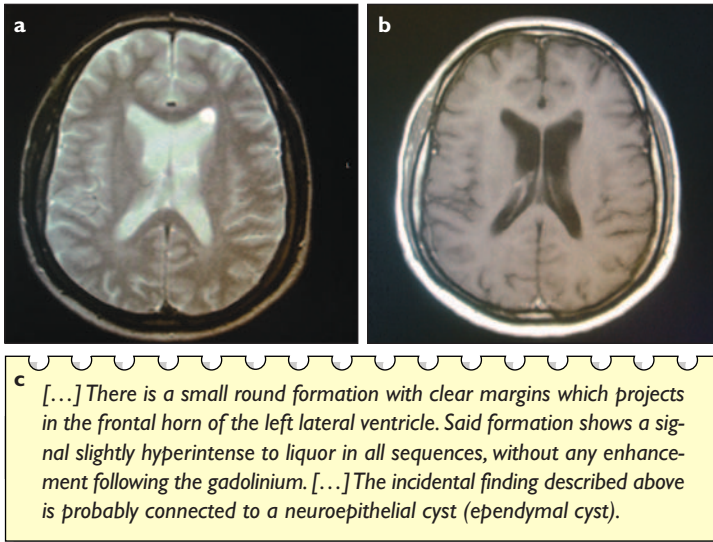 a
b
c
[…] There is a small round formation with clear margins which projects
in the frontal horn of the left lateral ventricle. Said formation shows a sig-
nal slightly hyperintense to liquor in all sequences, without any enhance-
ment following the gadolinium. […] The incidental finding described above
is probably connected to a neuroepithelial cyst (ependymal cyst).